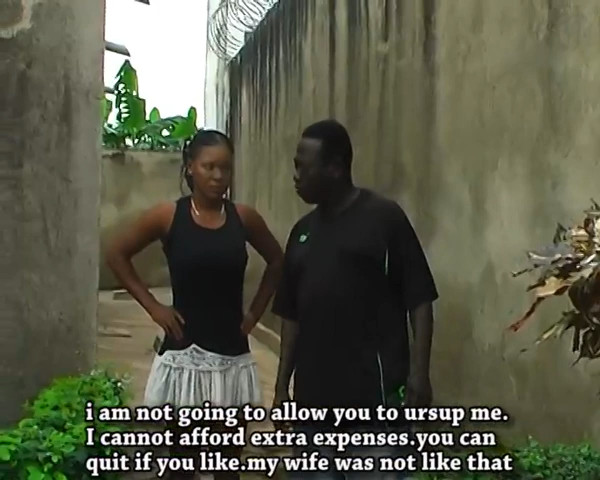 i am not going to allow you to ursup me.
I cannot afford extra expenses.you can
quit if you like.my wife was not like that